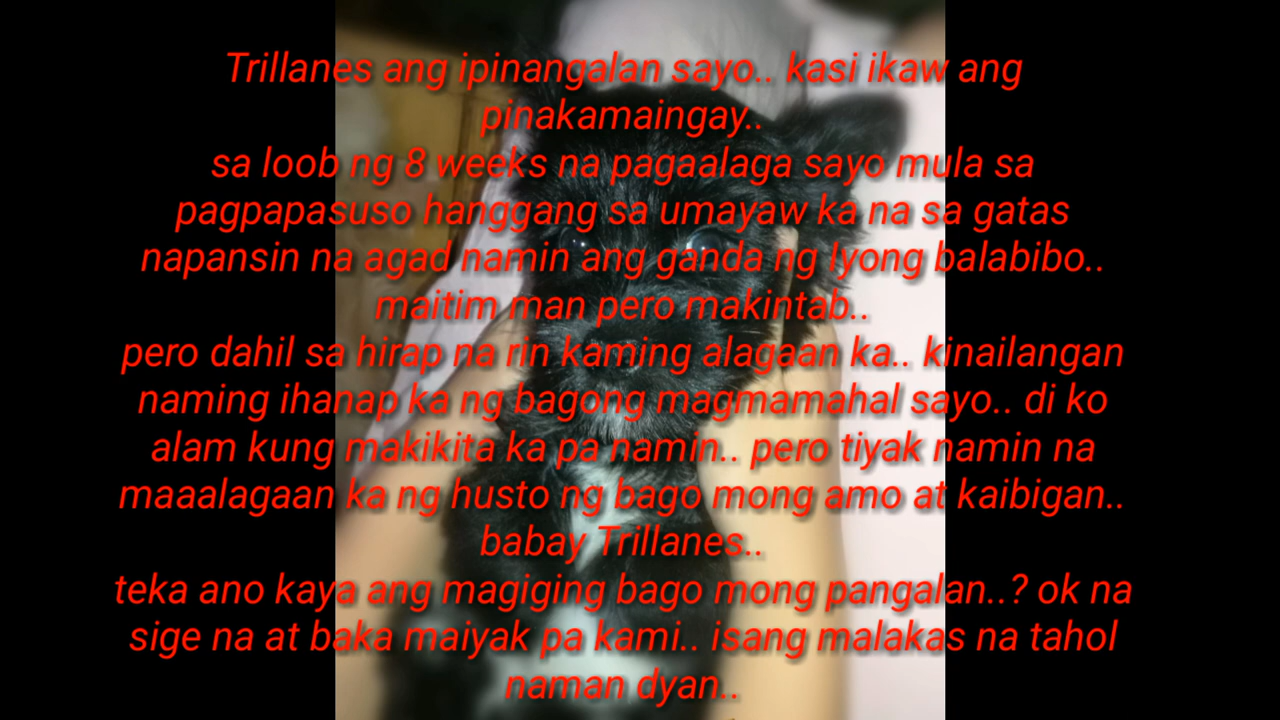 Trillanes ang ipinangalan sayo.. kasi ikaw ang
pinakamaingay..
sa loob ng 8 weeks na pagaalaga sayo mula sa
pagpapasuso hanggang sa umayaw ka na sa gatas
napansin na agad namin ang ganda ng Iyong balabibo..
maitim man pero makintab..
pero dahil sa hirap na rin kaming alagaan ka.. kinailangan
naming ihanap ka ng bagong magmamahal sayo.. di ko
alam kung makikita ka pa namin.. pero tiyak namin na
maaalagaan ka ng husto ng bago mong amo at kaibigan..
babay Trillanes..
teka ano kaya ang magiging bago mong pangalan..? ok na
sige na at baka maiyak pa kami.. isang malakas na tahol
naman dyan..